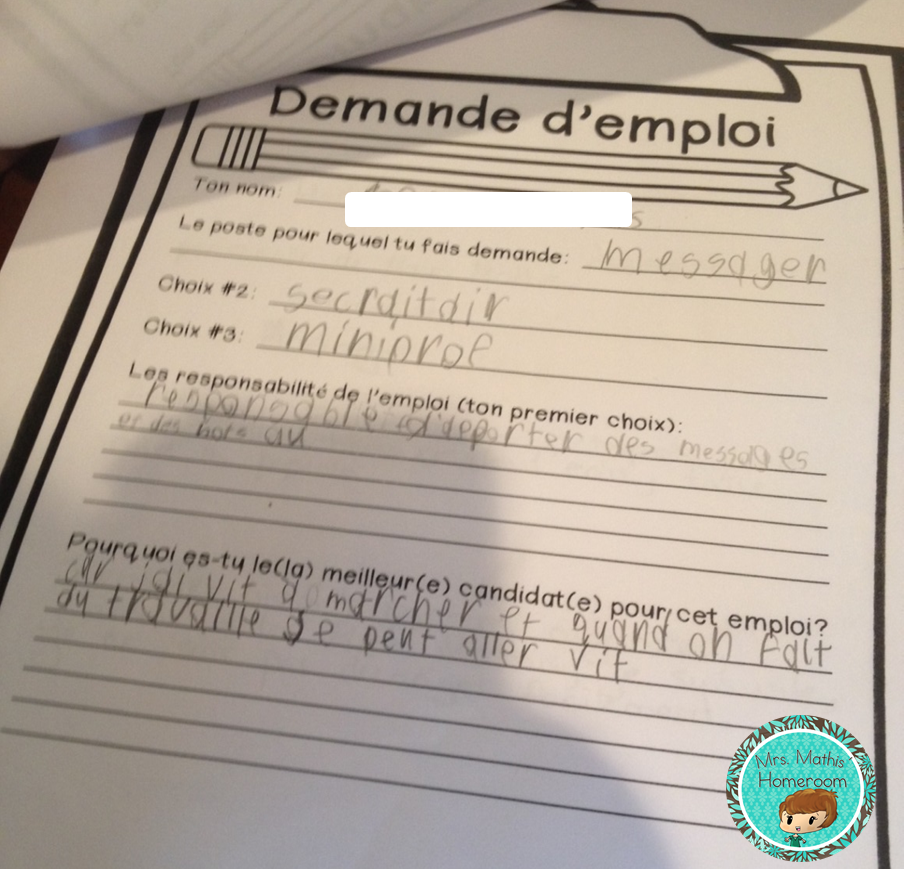 Demande d'emploi
Ton nom:
Le poste pour lequel tu fais demande: messager
Choix #2: secraitair
Choix #3: miniprof
Les responsabilité de l'emploi (ton premier choix):
responsable d'deporter des messages
et des au
Pourquoi es-tu le(la) meilleur(e) candidat(e) pour cet emploi?
car jai vit a marcher et quand on fait
du travaille je peut aller vit
Mrs. Mathis
Homeroom